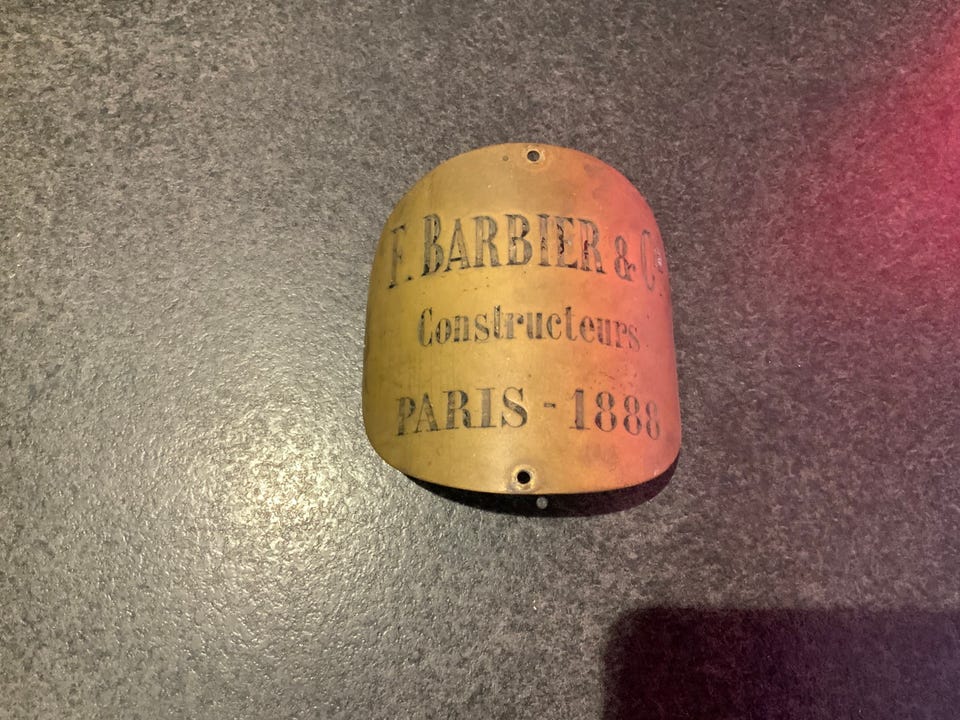 F. BARBIER & Cie
Constructeurs
PARIS - 1888